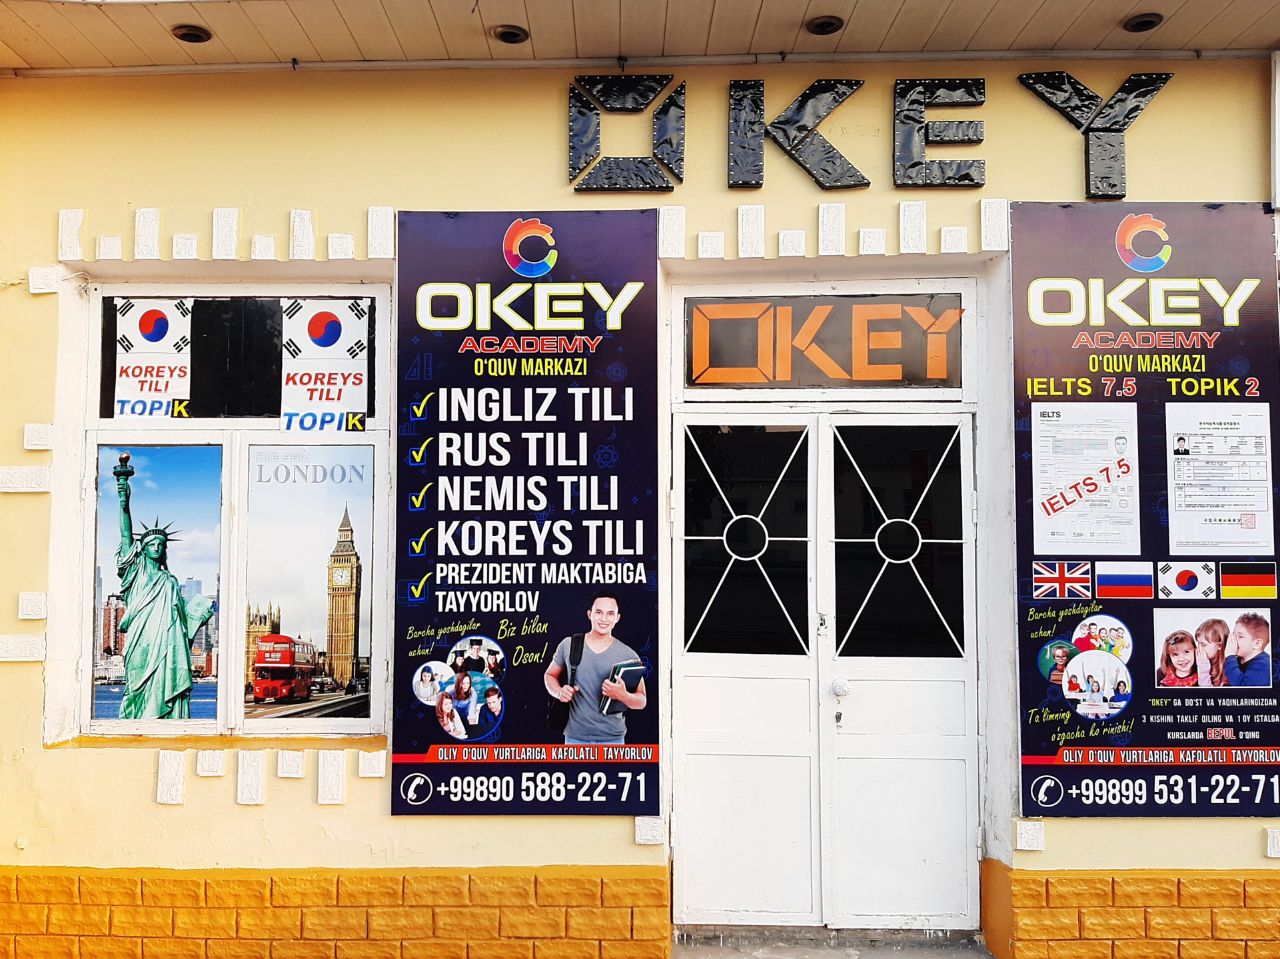 OKEY
KOREYS
TILI
TOPIK
KOREYS
TILI
TOPIK
BIG BEN
LONDON
OKEY
ACADEMY
O'QUV MARKAZI
INGLIZ TILI
RUS TILI
NEMIS TILI
KOREYS TILI
PREZIDENT MAKTABIGA
TAYYORLOV
Barcha yoshdagilar
uchun!
Biz bilan
Oson!
OLIY O'QUV YURTLARIGA KAFOLATLI TAYYORLOV
+99890 588-22-71
OKEY
OKEY
ACADEMY
O'QUV MARKAZI
IELTS 7.5 TOPIK 2
IELTS
IELTS 7.5
Barcha yoshdagilar
uchun!
Ta'limning
o'zgacha ko'rinishi!
"OKEY" GA DO'ST VA YAQINLARINGIZDAN
3 KISHINI TAKLIF QILING VA 1 OY ISTALGA
KURSLARDA BEPUL O'QING
OLIY O'QUV YURTLARIGA KAFOLATLI TAYYORLOV
+99899 531-22-71